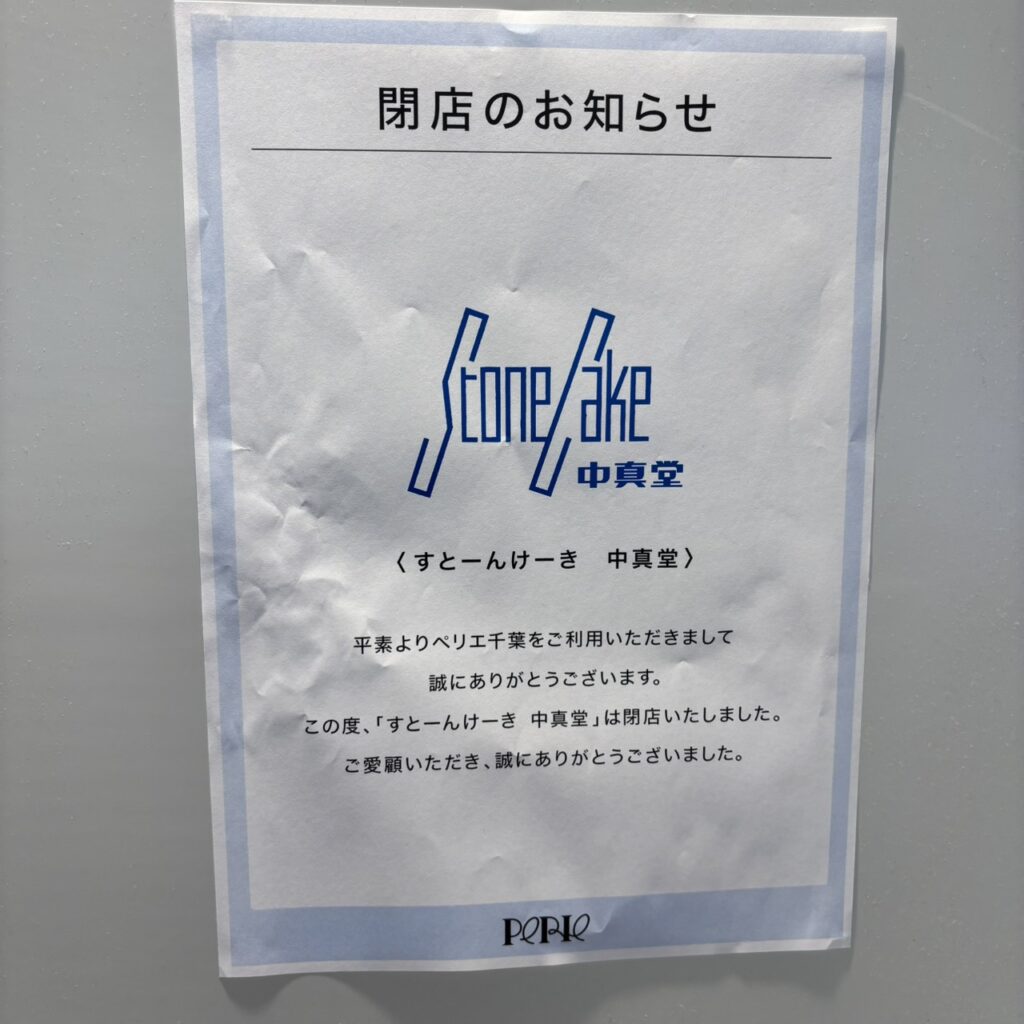 閉店のお知らせ
StoneCake
中真堂
〈すとーんけーき 中真堂〉
平素よりペリエ千葉をご利用いただきまして
誠にありがとうございます。
この度、「すとーんけーき 中真堂」は閉店いたしました。
ご愛顧いただき、誠にありがとうございました。
PeRIe